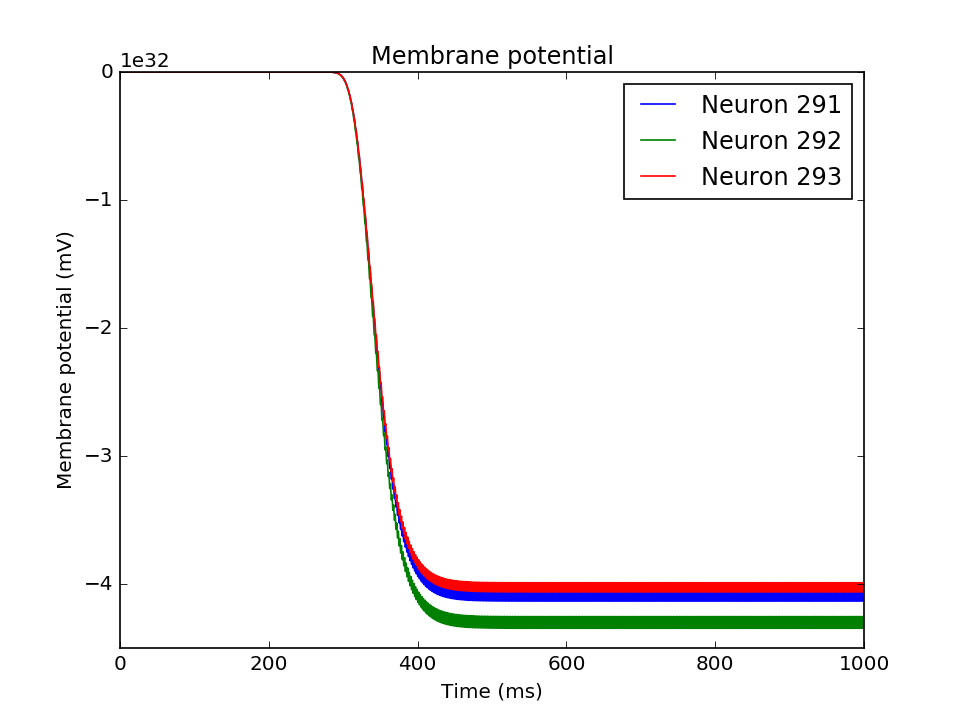 Membrane potential
1e32
0
−1
−2
−3
−4
Membrane potential (mV)
Neuron 291
Neuron 292
Neuron 293
0 200 400 600 800 1000
Time (ms)